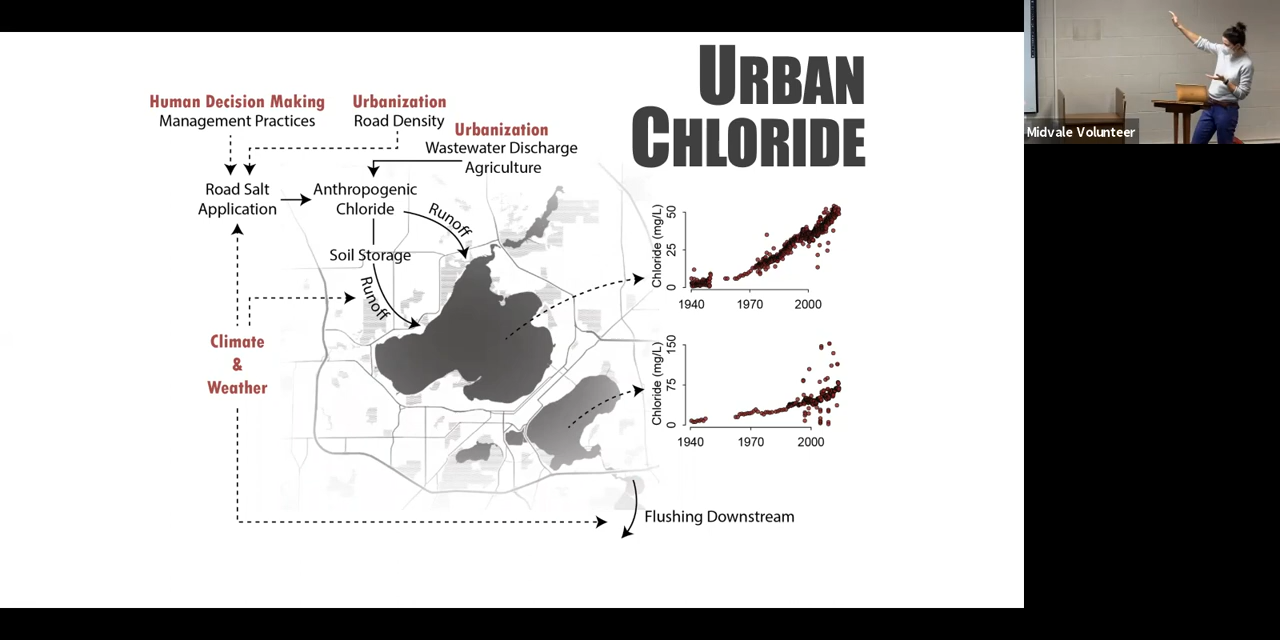 URBAN
CHLORIDE
Human Decision Making
Management Practices
Urbanization
Road Density
Urbanization
Wastewater Discharge
Agriculture
Road Salt
Application
Anthropogenic
Chloride
Runoff
Soil Storage
Runoff
Climate
&
Weather
Chloride (mg/L)
50
25
0
1940
1970
2000
Chloride (mg/L)
150
75
0
1940
1970
2000
Flushing Downstream
Midvale Volunteer